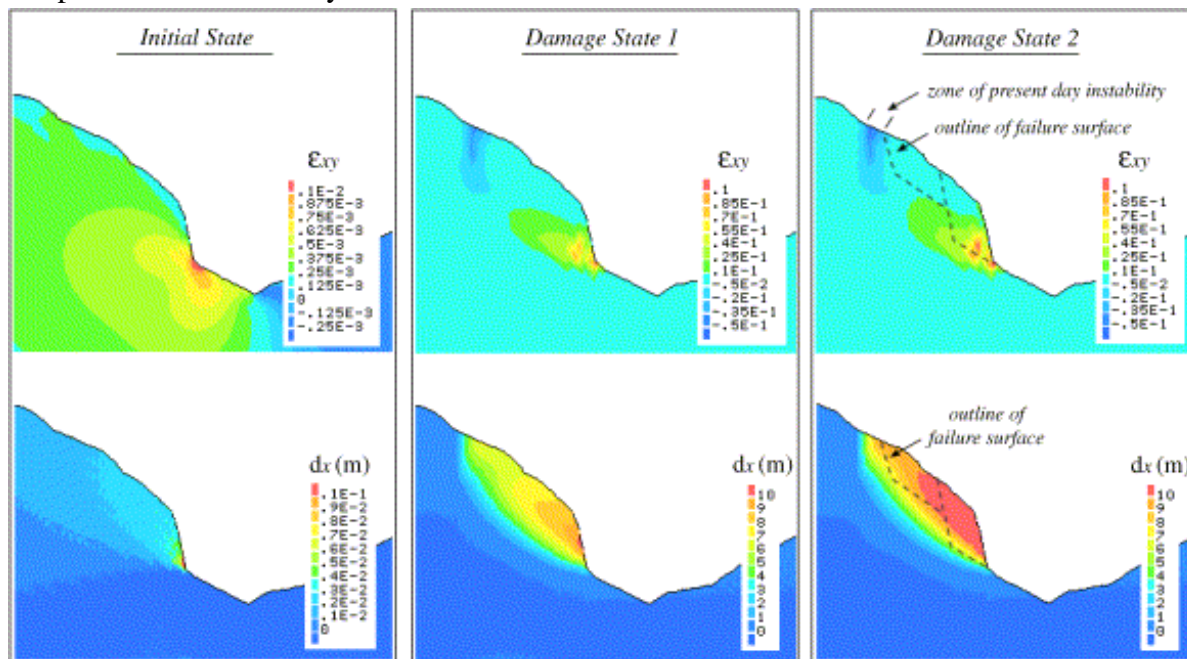 Initial State
εxy
.1E-2
.875E-3
.75E-3
.625E-3
.5E-3
.375E-3
.25E-3
.125E-3
0
-.125E-3
-.25E-3
dx (m)
.1E-1
.9E-2
.8E-2
.7E-2
.6E-2
.5E-2
.4E-2
.3E-2
.2E-2
.1E-2
0
Damage State 1
εxy
.1
.85E-1
.7E-1
.55E-1
.4E-1
.25E-1
.1E-1
-.5E-2
-.2E-1
-.35E-1
-.5E-1
dx (m)
10
9
8
7
6
5
4
3
2
1
0
Damage State 2
zone of present day instability
outline of failure surface
εxy
.1
.85E-1
.7E-1
.55E-1
.4E-1
.25E-1
.1E-1
-.5E-2
-.2E-1
-.35E-1
-.5E-1
outline of
failure surface
dx (m)
10
9
8
7
6
5
4
3
2
1
0